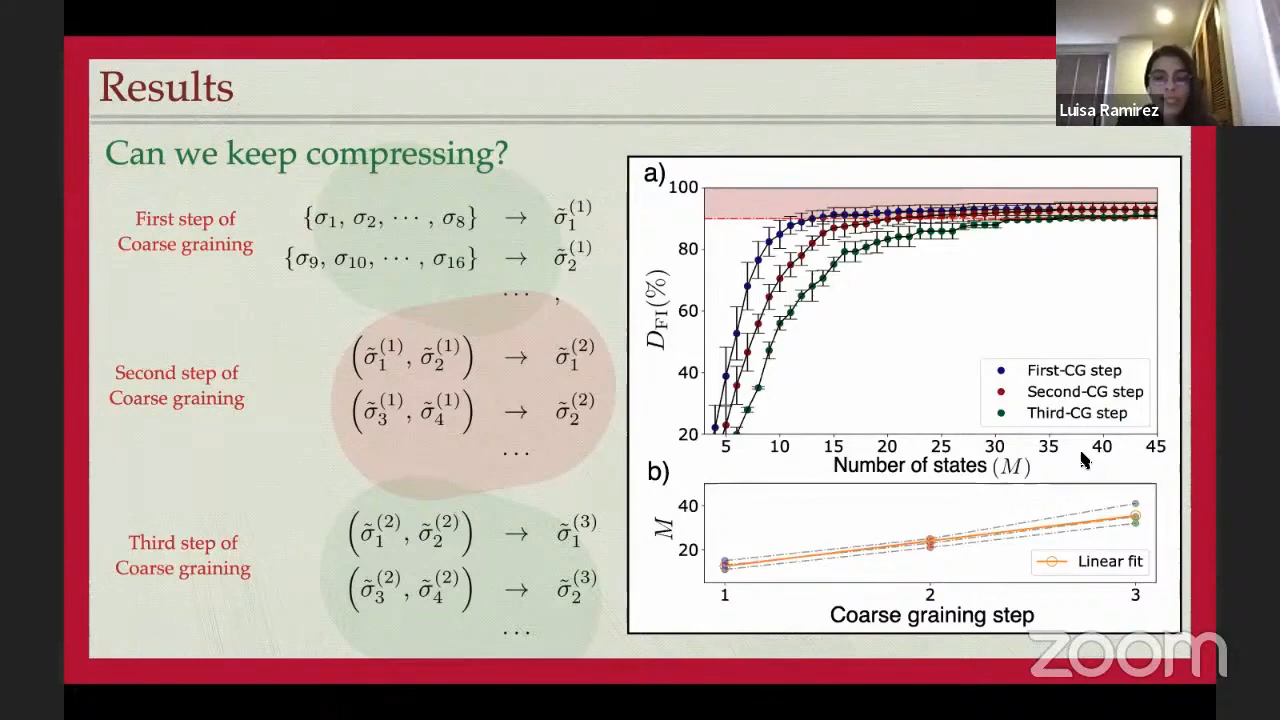 Results
Luisa Ramirez
Can we keep compressing?
First step of
Coarse graining
{σ₁, σ₂, ⋯ , σ₈} → σ̃₁⁽¹⁾
{σ₉, σ₁₀, ⋯ , σ₁₆} → σ̃₂⁽¹⁾
⋯ ,
Second step of
Coarse graining
(σ̃₁⁽¹⁾, σ̃₂⁽¹⁾) → σ̃₁⁽²⁾
(σ̃₃⁽¹⁾, σ̃₄⁽¹⁾) → σ̃₂⁽²⁾
⋯
Third step of
Coarse graining
(σ̃₁⁽²⁾, σ̃₂⁽²⁾) → σ̃₁⁽³⁾
(σ̃₃⁽²⁾, σ̃₄⁽²⁾) → σ̃₂⁽³⁾
⋯
a)
100
80
60
40
20
D_FI(%)
First-CG step
Second-CG step
Third-CG step
5 10 15 20 25 30 35 40 45
Number of states (M)
b)
40
20
M
Linear fit
1 2 3
Coarse graining step
zoom